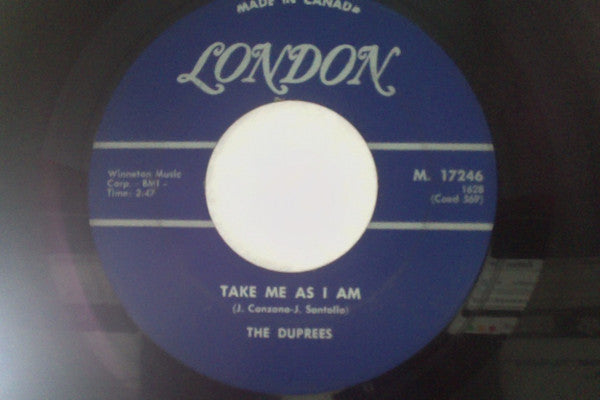 MADE IN CANADA
LONDON
Winneton Music
Corp. - BMI -
Time: 2:47
M. 17246
1628
(Coed 569)
TAKE ME AS I AM
(J. Canzano-J. Santollo)
THE DUPREES